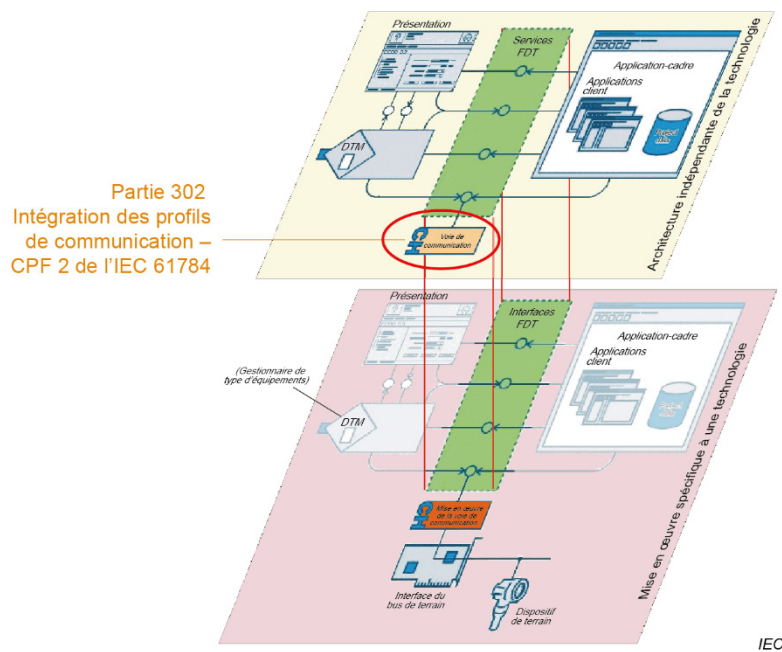 Présentation
Services
FDT
Application-cadre
Applications
client
Project
data
DTM
Architecture indépendante de la technologie
Partie 302
Intégration des profils
de communication –
CPF 2 de l'IEC 61784
Voie de
communication
Présentation
Interfaces
FDT
Application-cadre
Applications
client
(Gestionnaire de
type d'équipements)
DTM
Mise en œuvre spécifique à une technologie
Mise en œuvre
de la voie de
communication
Interface du
bus de terrain
Dispositif
de terrain
IEC